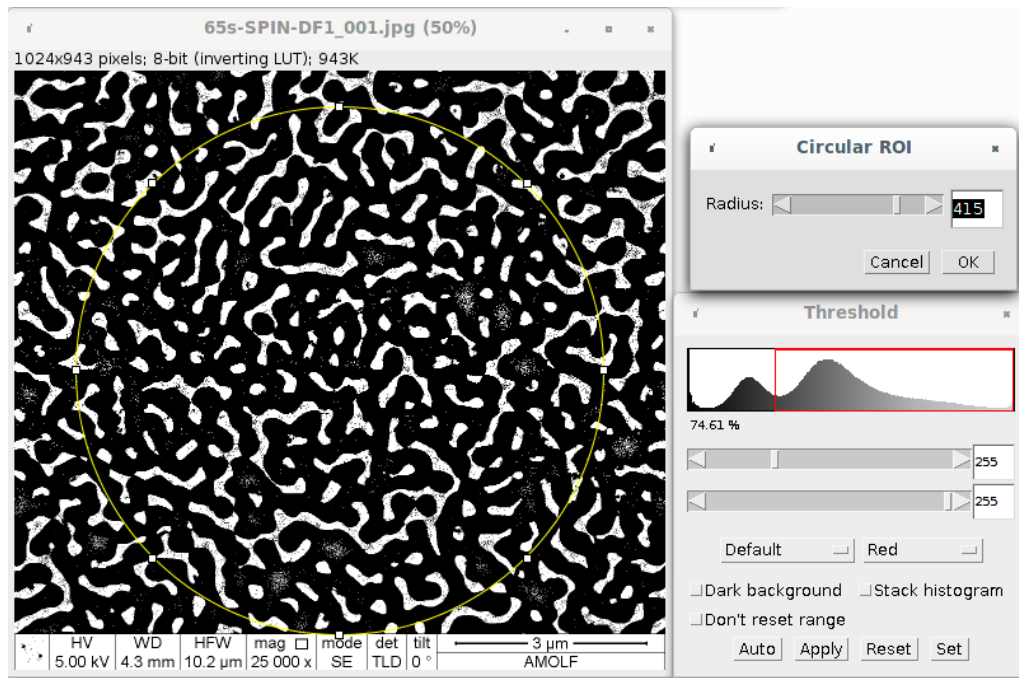 65s-SPIN-DF1_001.jpg (50%)
1024x943 pixels; 8-bit (inverting LUT); 943K
HV WD HFW mag mode det tilt 3 µm
5.00 kV 4.3 mm 10.2 µm 25 000 x SE TLD 0 ° AMOLF
Circular ROI
Radius: 415
Cancel OK
Threshold
74.61 %
255
255
Default Red
Dark background Stack histogram
Don't reset range
Auto Apply Reset Set